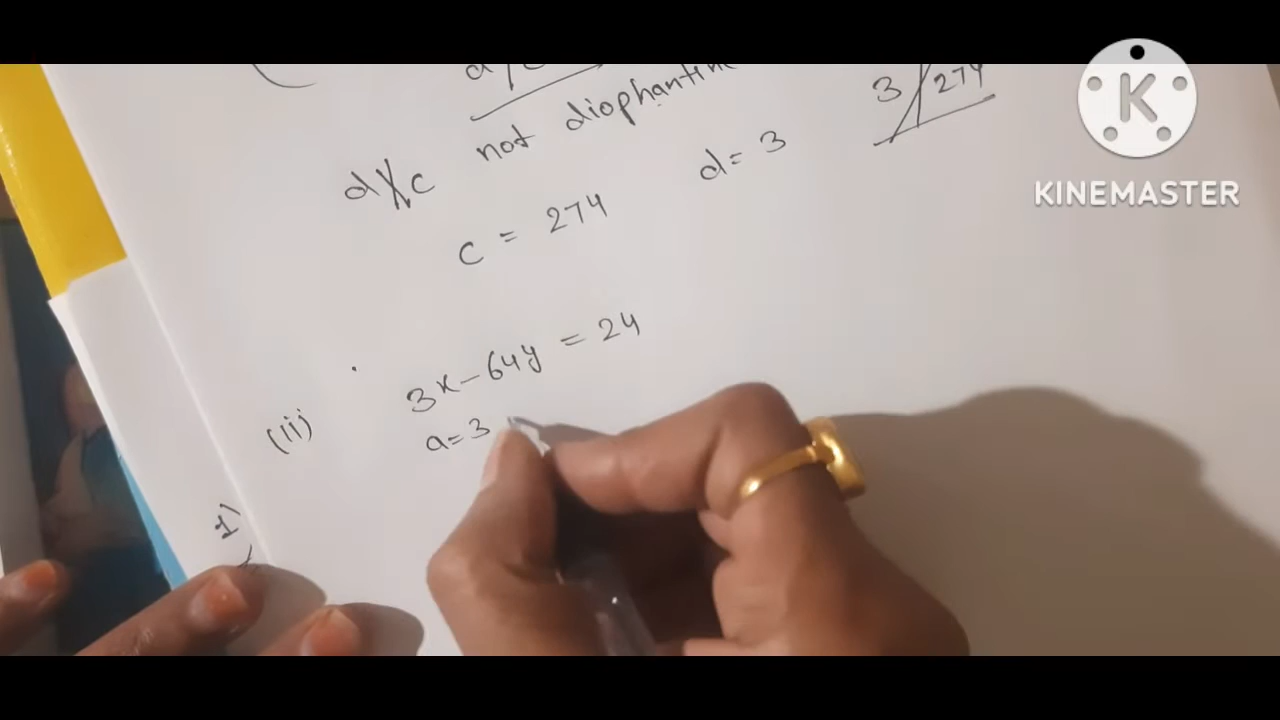 not diophantine
3 ∤ 274
d ∤ c
d = 3
c = 274
(ii) 3x - 64y = 24
a = 3
1)
KINEMASTER